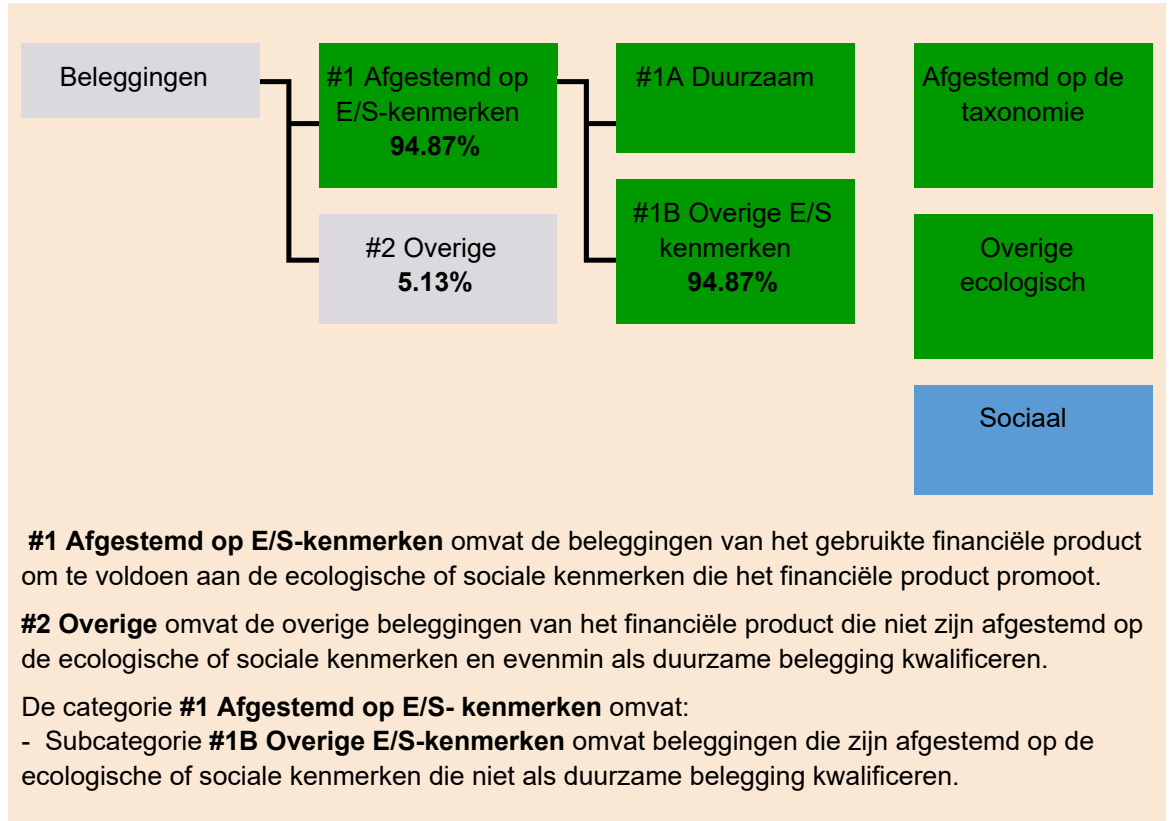 Beleggingen
#1 Afgestemd op
E/S-kenmerken
94.87%
#2 Overige
5.13%
#1A Duurzaam
#1B Overige E/S
kenmerken
94.87%
Afgestemd op de
taxonomie
Overige
ecologisch
Sociaal
#1 Afgestemd op E/S-kenmerken omvat de beleggingen van het gebruikte financiële product
om te voldoen aan de ecologische of sociale kenmerken die het financiële product promoot.
#2 Overige omvat de overige beleggingen van het financiële product die niet zijn afgestemd op
de ecologische of sociale kenmerken en evenmin als duurzame belegging kwalificeren.
De categorie #1 Afgestemd op E/S- kenmerken omvat:
- Subcategorie #1B Overige E/S-kenmerken omvat beleggingen die zijn afgestemd op de
ecologische of sociale kenmerken die niet als duurzame belegging kwalificeren.